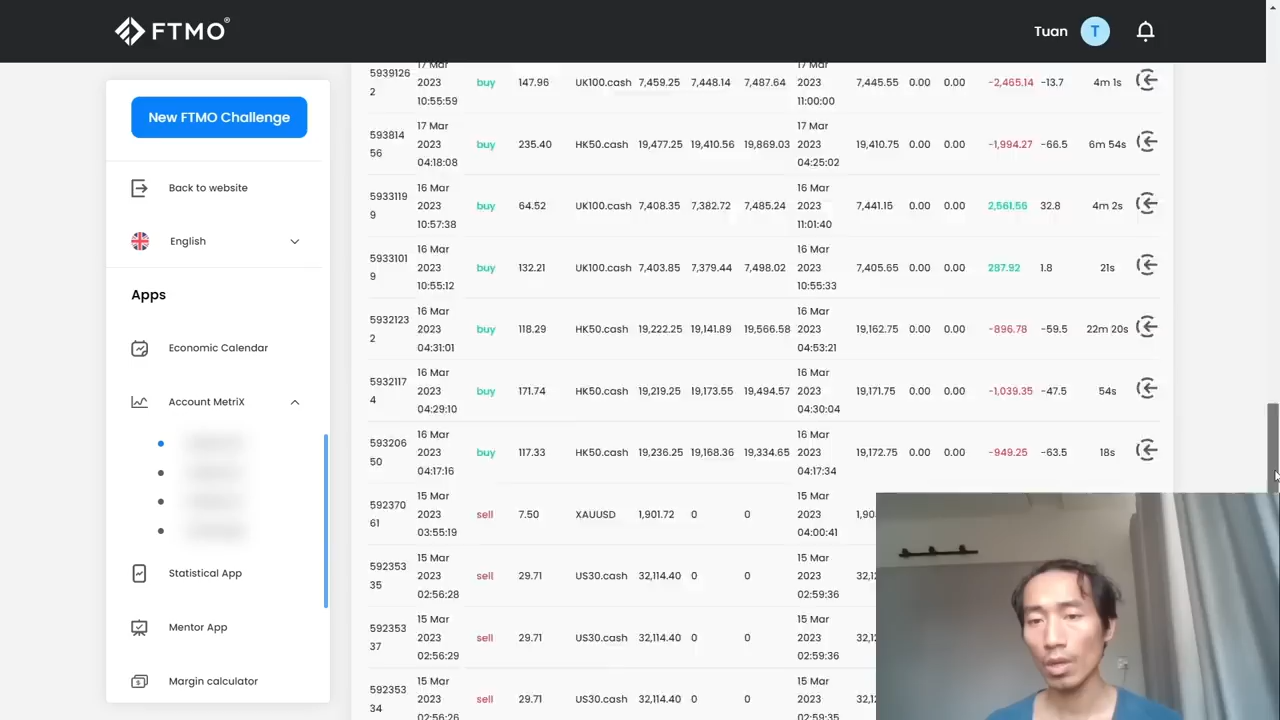 FTMO®
Tuan
T
New FTMO Challenge
Back to website
English
Apps
Economic Calendar
Account MetriX
Statistical App
Mentor App
Margin calculator
5939126 2 17 Mar 2023 10:55:59 buy 147.96 UK100.cash 7,459.25 7,448.14 7,487.64 17 Mar 2023 11:00:00 7,445.55 0.00 0.00 -2,465.14 -13.7 4m 1s
593814 56 17 Mar 2023 04:18:08 buy 235.40 HK50.cash 19,477.25 19,410.56 19,869.03 17 Mar 2023 04:25:02 19,410.75 0.00 0.00 -1,994.27 -66.5 6m 54s
5933119 9 16 Mar 2023 10:57:38 buy 64.52 UK100.cash 7,408.35 7,382.72 7,485.24 16 Mar 2023 11:01:40 7,441.15 0.00 0.00 2,561.56 32.8 4m 2s
5933101 9 16 Mar 2023 10:55:12 buy 132.21 UK100.cash 7,403.85 7,379.44 7,498.02 16 Mar 2023 10:55:33 7,405.65 0.00 0.00 287.92 1.8 21s
5932123 2 16 Mar 2023 04:31:01 buy 118.29 HK50.cash 19,222.25 19,141.89 19,566.58 16 Mar 2023 04:53:21 19,162.75 0.00 0.00 -896.78 -59.5 22m 20s
5932117 4 16 Mar 2023 04:29:10 buy 171.74 HK50.cash 19,219.25 19,173.55 19,494.57 16 Mar 2023 04:30:04 19,171.75 0.00 0.00 -1,039.35 -47.5 54s
593206 50 16 Mar 2023 04:17:16 buy 117.33 HK50.cash 19,236.25 19,168.36 19,334.65 16 Mar 2023 04:17:34 19,172.75 0.00 0.00 -949.25 -63.5 18s
592370 61 15 Mar 2023 03:55:19 sell 7.50 XAUUSD 1,901.72 0 0 15 Mar 2023 04:00:41 1,90
592353 35 15 Mar 2023 02:56:28 sell 29.71 US30.cash 32,114.40 0 0 15 Mar 2023 02:59:36 32,12
592353 37 15 Mar 2023 02:56:29 sell 29.71 US30.cash 32,114.40 0 0 15 Mar 2023 02:59:36 32,12
592353 34 15 Mar 2023 02:56:26 sell 29.71 US30.cash 32,114.40 0 0 15 Mar 2023 02:59:35 32,12